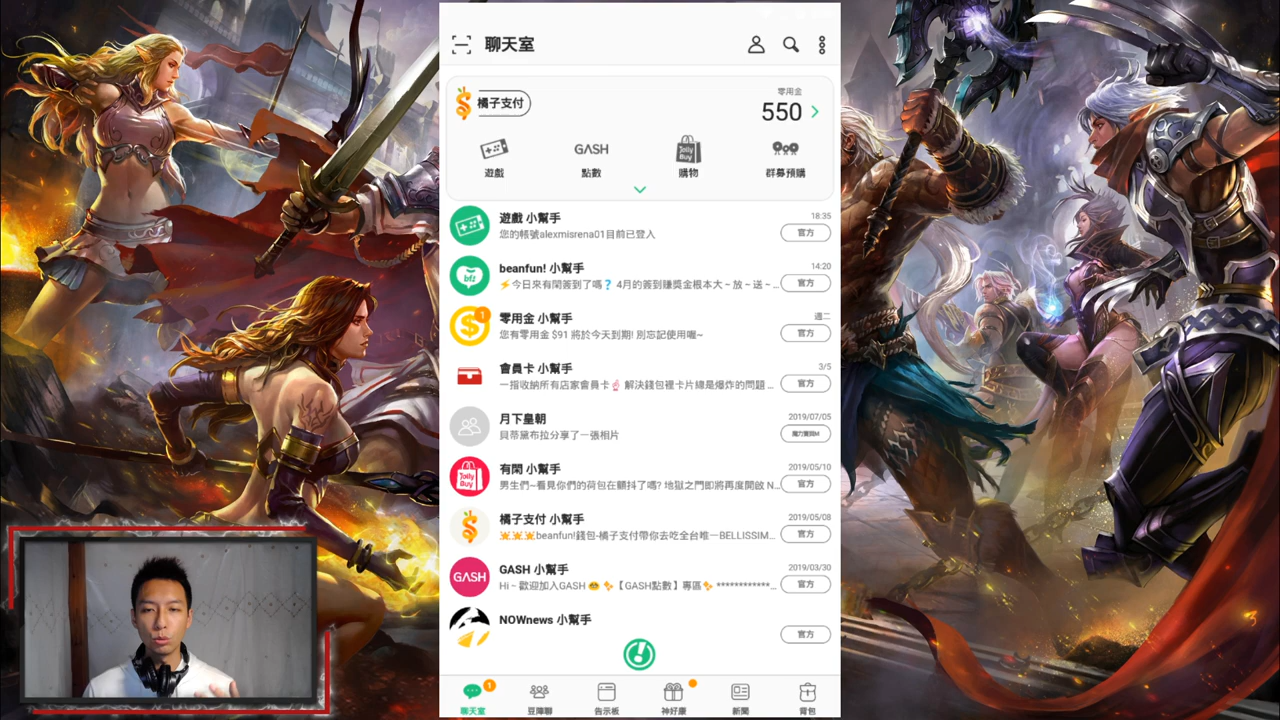 聊天室
橘子支付
零用金
550
遊戲
GASH
點數
Jolly Buy
購物
群募預購
遊戲 小幫手
18:35
您的帳號alexmisrena01目前已登入
官方
bf!
beanfun! 小幫手
14:20
⚡今日來有閑簽到了嗎❓ 4月的簽到賺獎金根本大~放~送~...
官方
1
零用金 小幫手
週二
您有零用金 $91 將於今天到期! 別忘記使用喔~
官方
會員卡 小幫手
3/5
一指收納所有店家會員卡☝ 解決錢包裡卡片總是爆炸的問題 ...
官方
月下皇朝
2019/07/05
貝蒂黛布拉分享了一張相片
Jolly Buy
有閑 小幫手
2019/05/10
男生們~看見你們的荷包在顫抖了嗎? 地獄之門即將再度開啟 N...
官方
橘子支付 小幫手
2019/05/08
beanfun!錢包-橘子支付帶你去吃全台唯一BELLISSIM...
官方
GASH
GASH 小幫手
2019/03/30
Hi ~ 歡迎加入GASH 😁 ✨【GASH點數】專區✨ ***********...
官方
NOWnews 小幫手
官方
1
聊天室
豆陣聊
告示板
神好康
新聞
背包